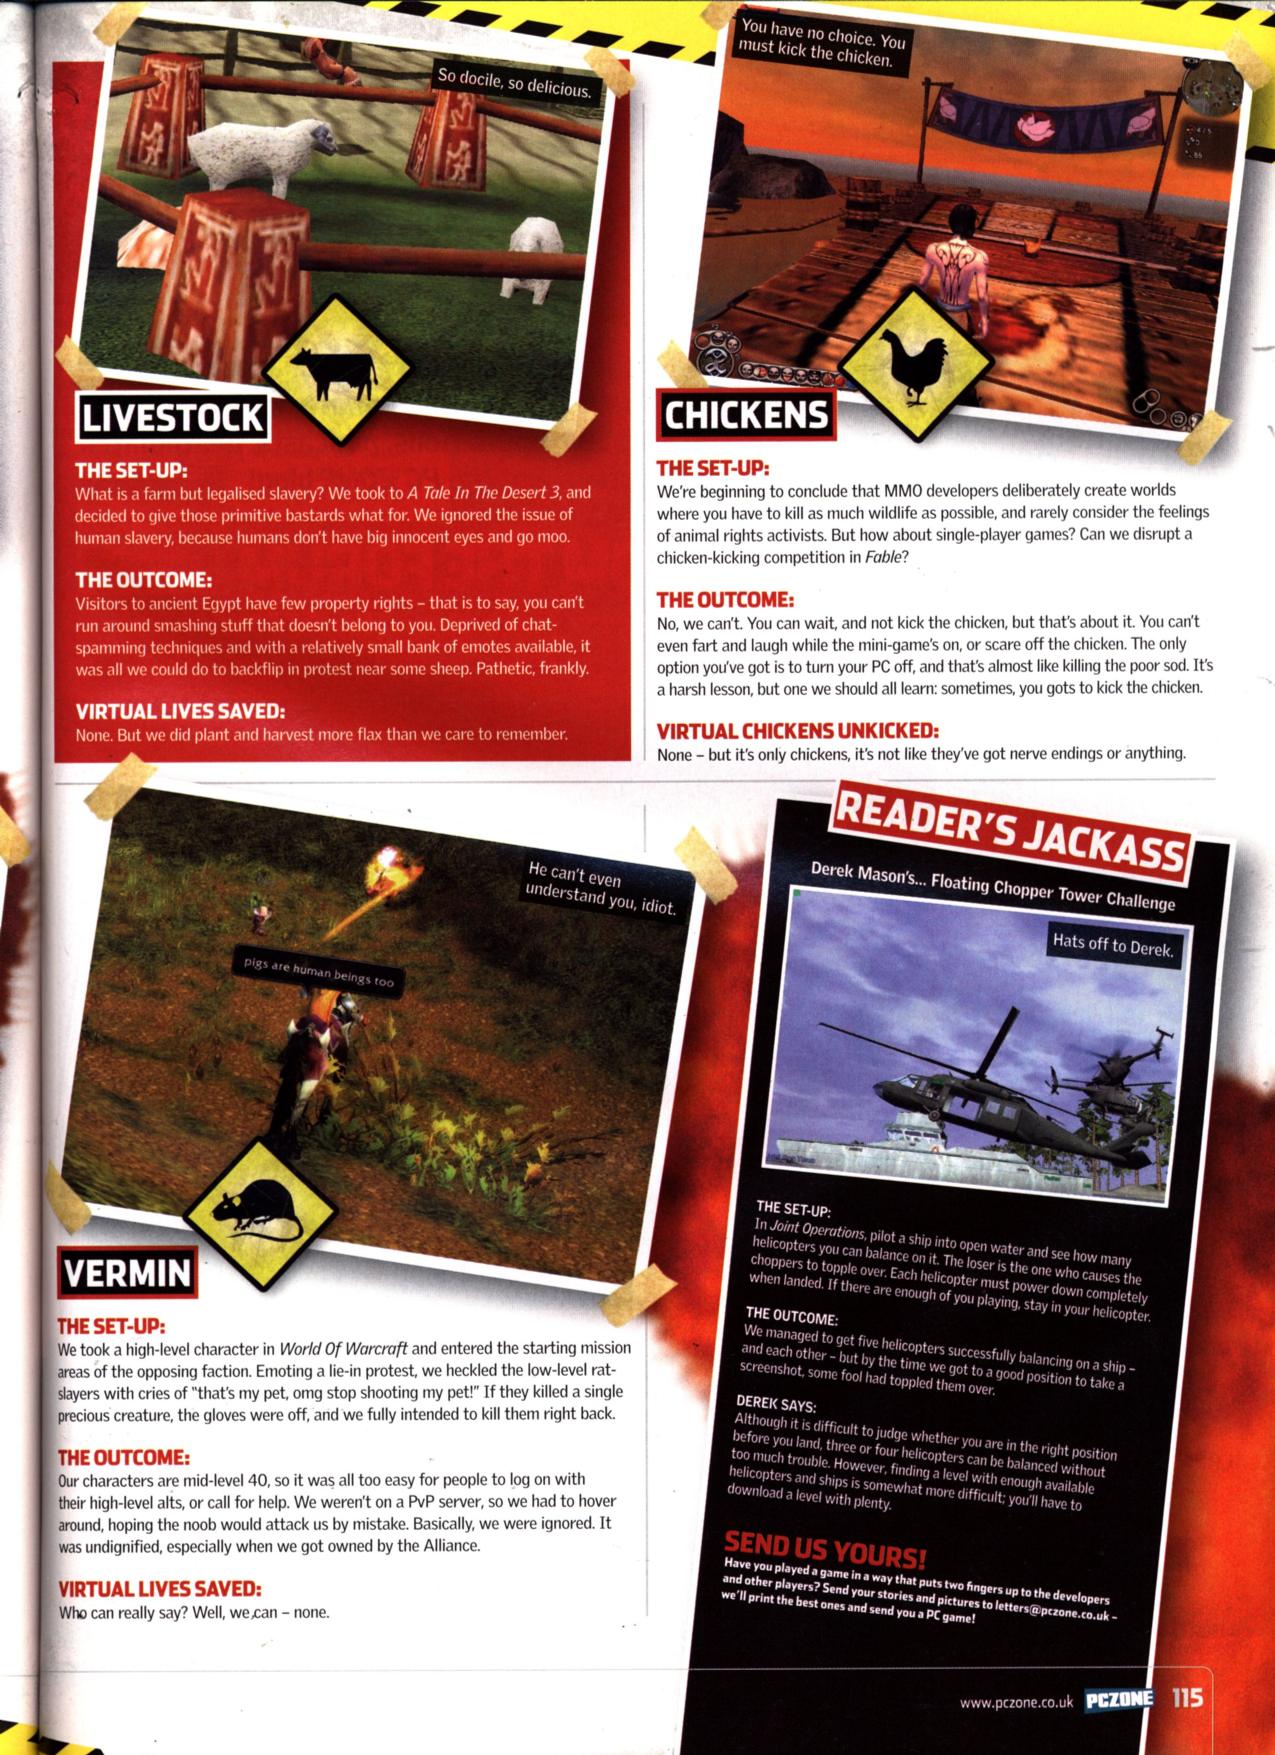 So docile, so delicious.
LIVESTOCK
THE SET-UP:
What is a farm but legalised slavery? We took to A Tale In The Desert 3, and
decided to give those primitive bastards what for. We ignored the issue of
human slavery, because humans don't have big innocent eyes and go moo.
THE OUTCOME:
Visitors to ancient Egypt have few property rights – that is to say, you can't
run around smashing stuff that doesn't belong to you. Deprived of chat-
spamming techniques and with a relatively small bank of emotes available, it
was all we could do to backflip in protest near some sheep. Pathetic, frankly.
VIRTUAL LIVES SAVED:
None. But we did plant and harvest more flax than we care to remember.
You have no choice. You
must kick the chicken.
CHICKENS
THE SET-UP:
We're beginning to conclude that MMO developers deliberately create worlds
where you have to kill as much wildlife as possible, and rarely consider the feelings
of animal rights activists. But how about single-player games? Can we disrupt a
chicken-kicking competition in Fable?
THE OUTCOME:
No, we can't. You can wait, and not kick the chicken, but that's about it. You can't
even fart and laugh while the mini-game's on, or scare off the chicken. The only
option you've got is to turn your PC off, and that's almost like killing the poor sod. It's
a harsh lesson, but one we should all learn: sometimes, you gots to kick the chicken.
VIRTUAL CHICKENS UNKICKED:
None – but it's only chickens, it's not like they've got nerve endings or anything.
He can't even
understand you, idiot.
pigs are human beings too
VERMIN
THE SET-UP:
We took a high-level character in World Of Warcraft and entered the starting mission
areas of the opposing faction. Emoting a lie-in protest, we heckled the low-level rat-
slayers with cries of "that's my pet, omg stop shooting my pet!" If they killed a single
precious creature, the gloves were off, and we fully intended to kill them right back.
THE OUTCOME:
Our characters are mid-level 40, so it was all too easy for people to log on with
their high-level alts, or call for help. We weren't on a PvP server, so we had to hover
around, hoping the noob would attack us by mistake. Basically, we were ignored. It
was undignified, especially when we got owned by the Alliance.
VIRTUAL LIVES SAVED:
Who can really say? Well, we can – none.
READER'S JACKASS
Derek Mason's... Floating Chopper Tower Challenge
Hats off to Derek.
THE SET-UP:
In Joint Operations, pilot a ship into open water and see how many
helicopters you can balance on it. The loser is the one who causes the
choppers to topple over. Each helicopter must power down completely
when landed. If there are enough of you playing, stay in your helicopter.
THE OUTCOME:
We managed to get five helicopters successfully balancing on a ship –
and each other – but by the time we got to a good position to take a
screenshot, some fool had toppled them over.
DEREK SAYS:
Although it is difficult to judge whether you are in the right position
before you land, three or four helicopters can be balanced without
too much trouble. However, finding a level with enough available
helicopters and ships is somewhat more difficult; you'll have to
download a level with plenty.
SEND US YOURS!
Have you played a game in a way that puts two fingers up to the developers
and other players? Send your stories and pictures to letters@pczone.co.uk –
we'll print the best ones and send you a PC game!
www.pczone.co.uk PCZONE 115